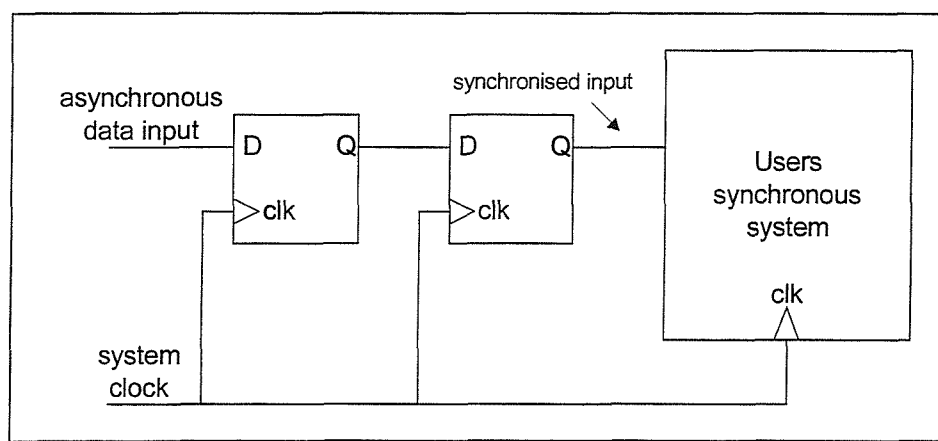 asynchronous
data input
synchronised input
D
Q
D
Q
clk
clk
Users
synchronous
system
clk
system
clock